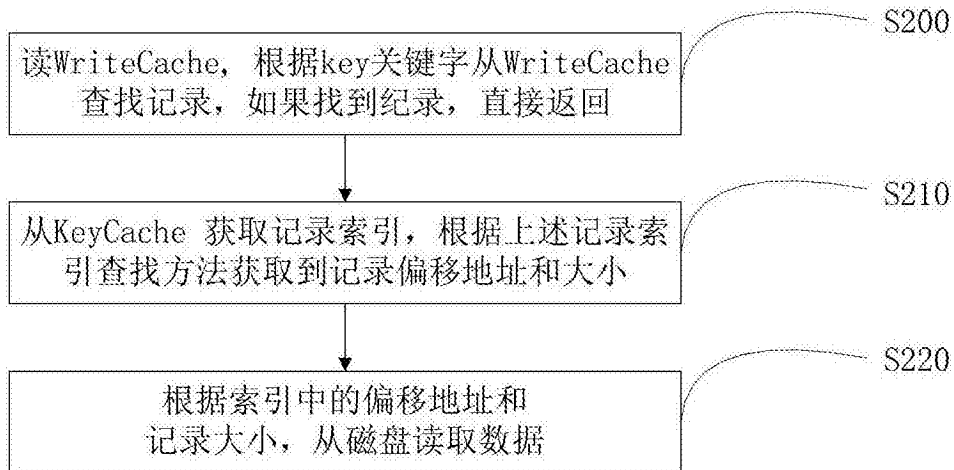 S200
读WriteCache, 根据key关键字从WriteCache
查找记录，如果找到纪录，直接返回
S210
从KeyCache 获取记录索引，根据上述记录索
引查找方法获取到记录偏移地址和大小
S220
根据索引中的偏移地址和
记录大小，从磁盘读取数据